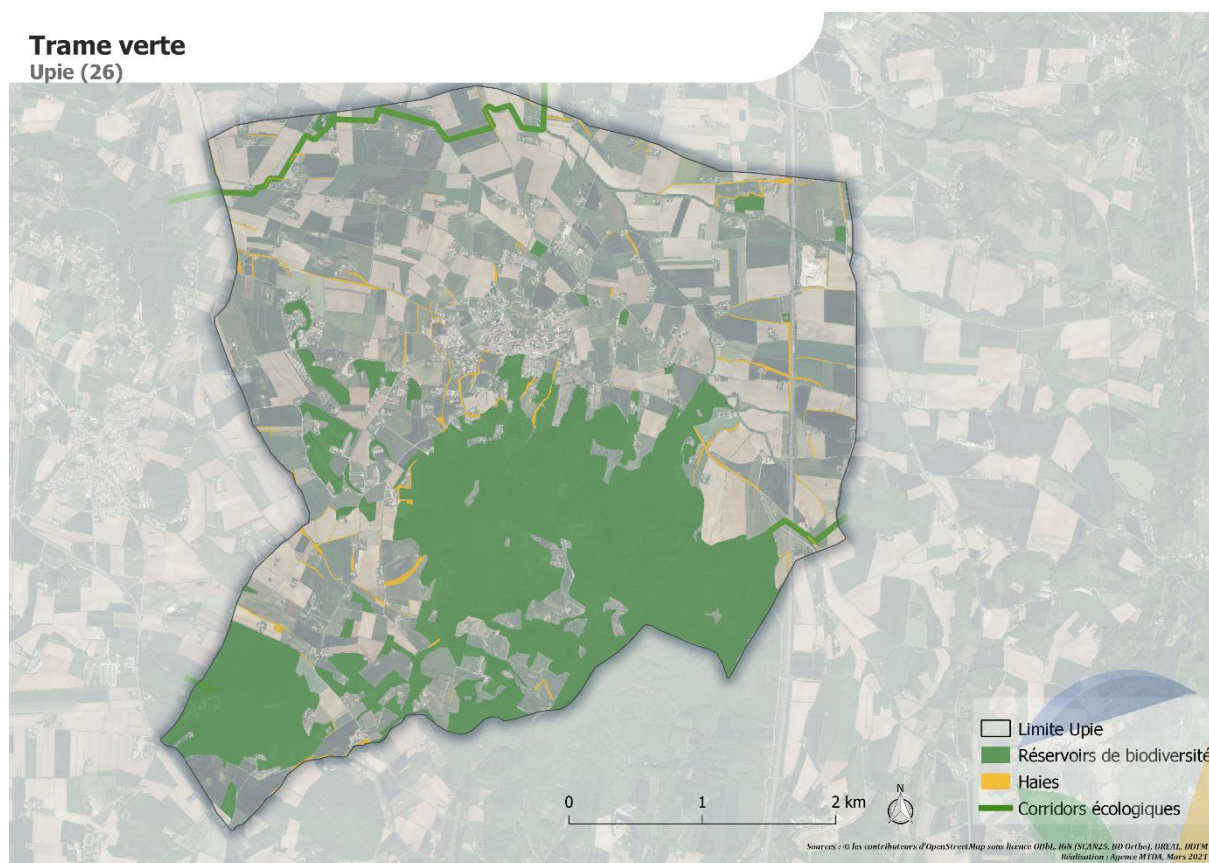 Trame verte
Upie (26)
Limite Upie
Réservoirs de biodiversité
Haies
Corridors écologiques
0 1 2 km
N
Sources : © les contributeurs d'OpenStreetMap sous licence ODbL, IGN (SCAN25, BD Ortho), DREAL, DDTM
Réalisation : Agence MTDA, Mars 2021